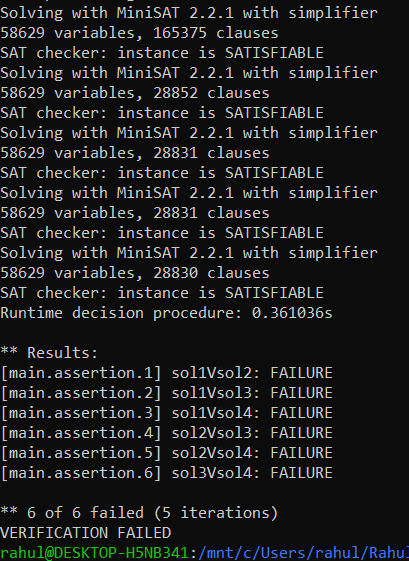 Solving with MiniSAT 2.2.1 with simplifier
58629 variables, 165375 clauses
SAT checker: instance is SATISFIABLE
Solving with MiniSAT 2.2.1 with simplifier
58629 variables, 28852 clauses
SAT checker: instance is SATISFIABLE
Solving with MiniSAT 2.2.1 with simplifier
58629 variables, 28831 clauses
SAT checker: instance is SATISFIABLE
Solving with MiniSAT 2.2.1 with simplifier
58629 variables, 28831 clauses
SAT checker: instance is SATISFIABLE
Solving with MiniSAT 2.2.1 with simplifier
58629 variables, 28830 clauses
SAT checker: instance is SATISFIABLE
Runtime decision procedure: 0.361036s
** Results:
[main.assertion.1] sol1Vsol2: FAILURE
[main.assertion.2] sol1Vsol3: FAILURE
[main.assertion.3] sol1Vsol4: FAILURE
[main.assertion.4] sol2Vsol3: FAILURE
[main.assertion.5] sol2Vsol4: FAILURE
[main.assertion.6] sol3Vsol4: FAILURE
** 6 of 6 failed (5 iterations)
VERIFICATION FAILED
rahul@DESKTOP-H5NB341:/mnt/c/Users/rahul/Rahul